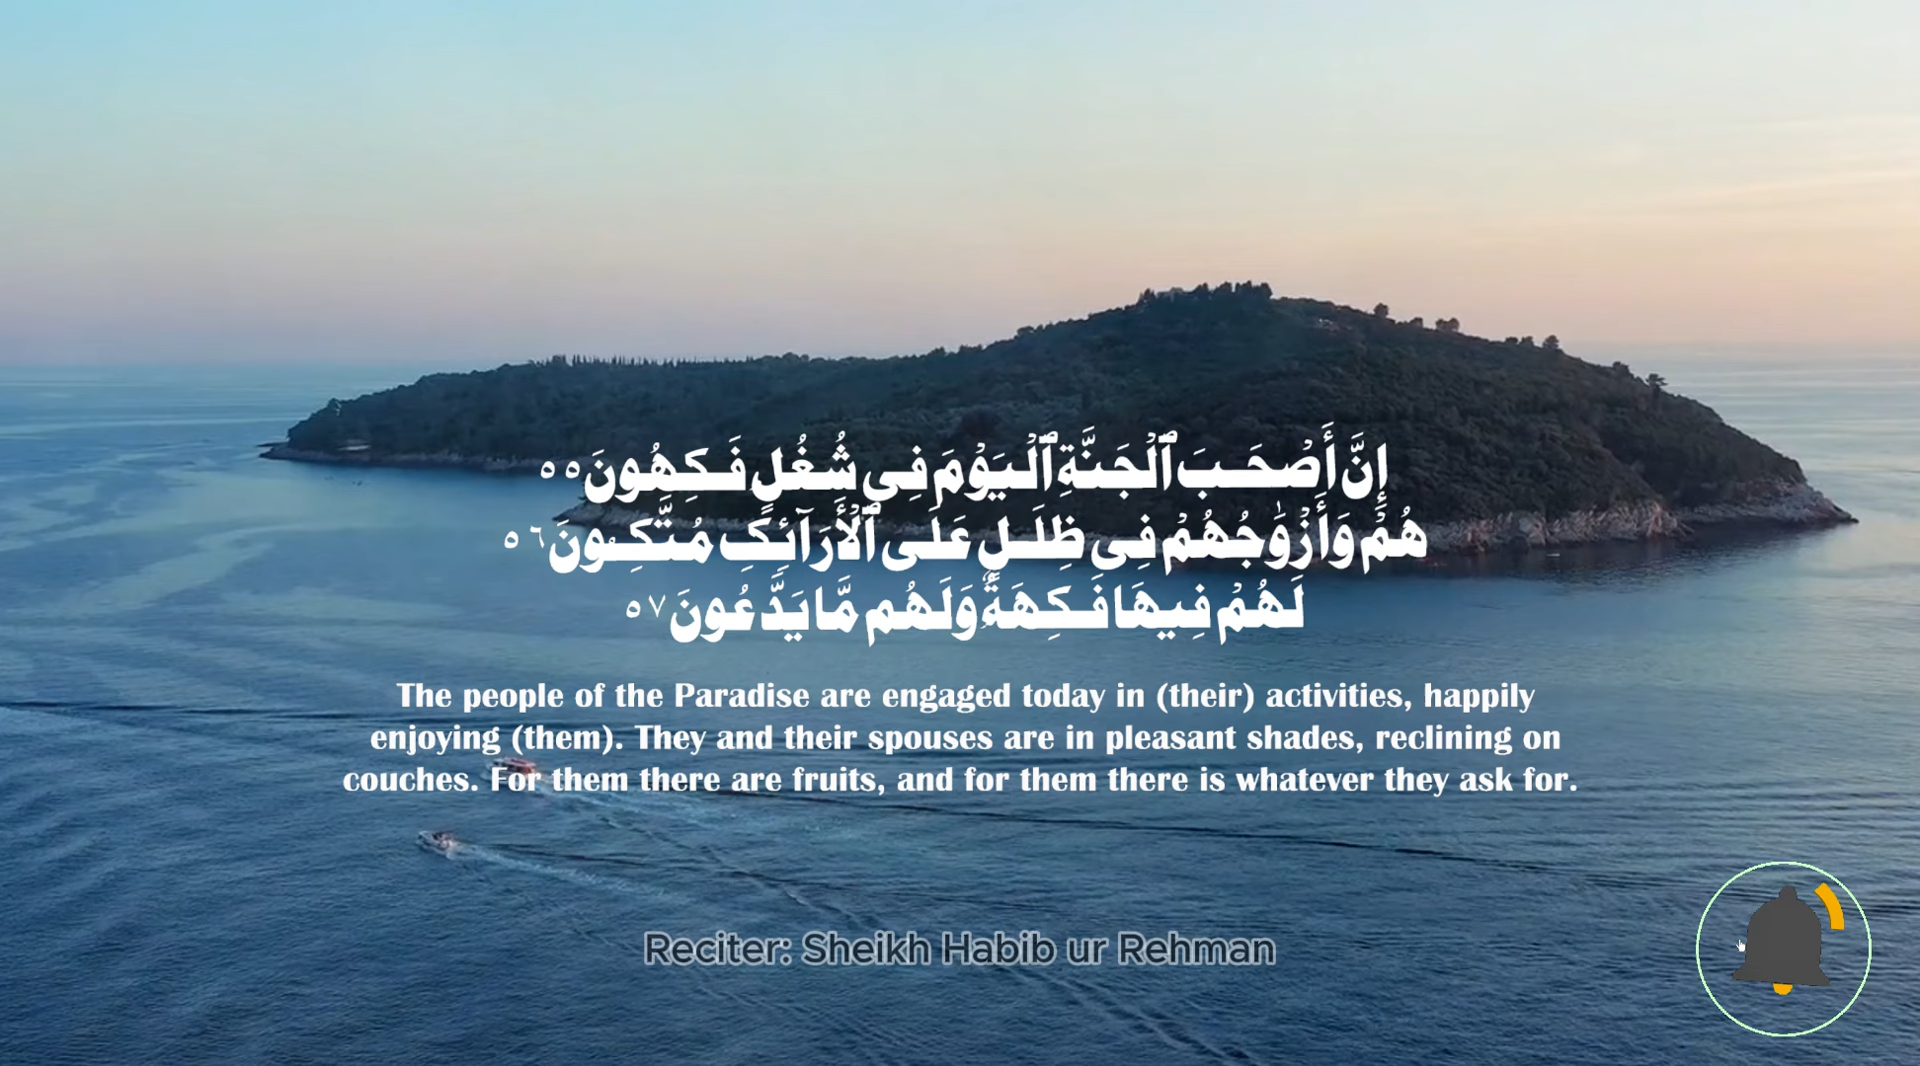 إِنَّ أَصْحَـٰبَ ٱلْجَنَّةِ ٱلْيَوْمَ فِى شُغُلٍ فَـٰكِهُونَ ٥٥
هُمْ وَأَزْوَٰجُهُمْ فِى ظِلَـٰلٍ عَلَى ٱلْأَرَآئِكِ مُتَّكِـُٔونَ ٥٦
لَهُمْ فِيهَا فَـٰكِهَةٌ وَلَهُم مَّا يَدَّعُونَ ٥٧
The people of the Paradise are engaged today in (their) activities, happily
enjoying (them). They and their spouses are in pleasant shades, reclining on
couches. For them there are fruits, and for them there is whatever they ask for.
Reciter: Sheikh Habib ur Rehman